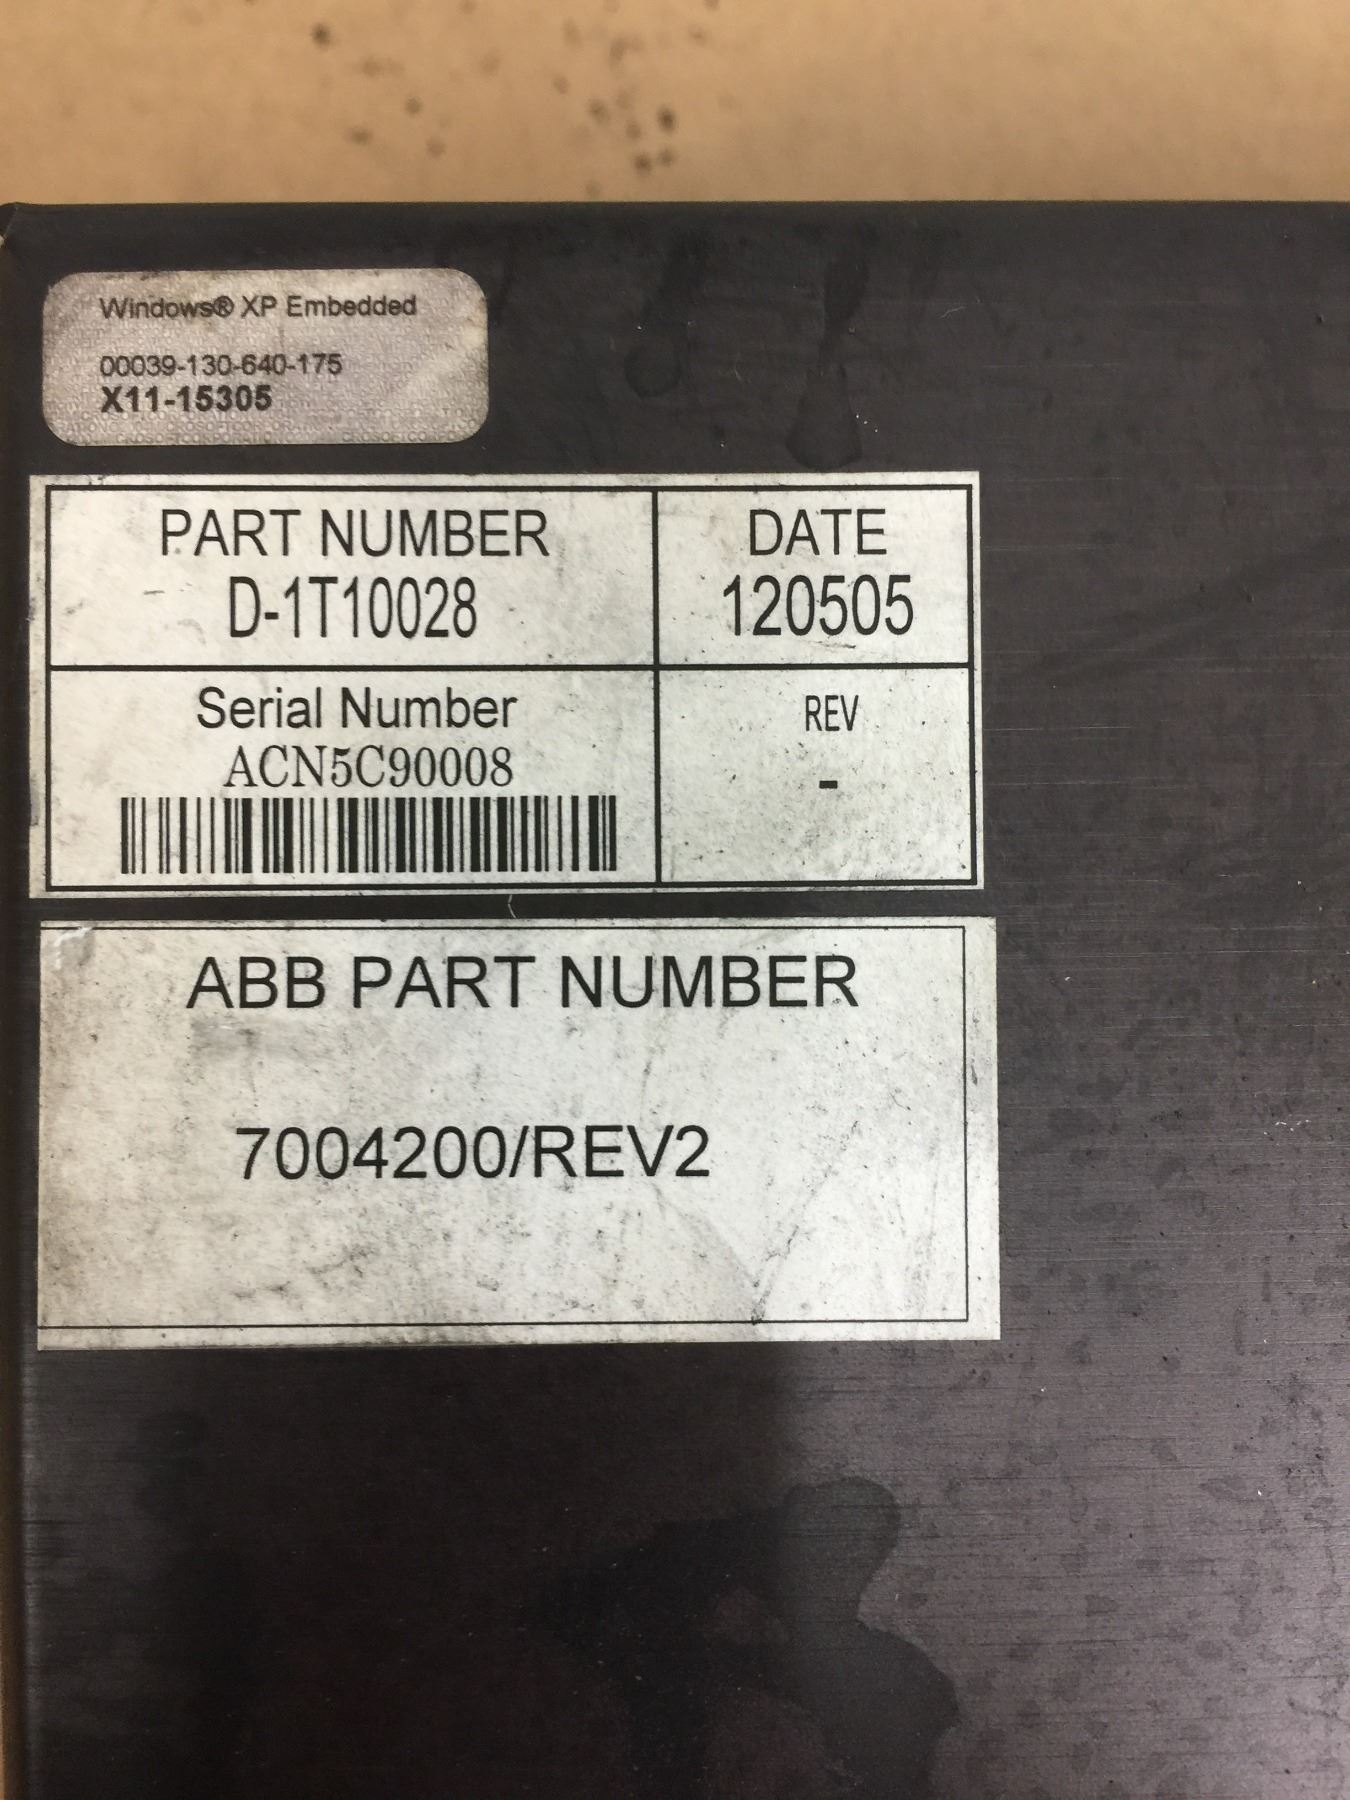 Windows® XP Embedded
00039-130-640-175
X11-15305
PART NUMBER
D-1T10028
DATE
120505
Serial Number
ACN5C90008
REV
-
ABB PART NUMBER
7004200/REV2